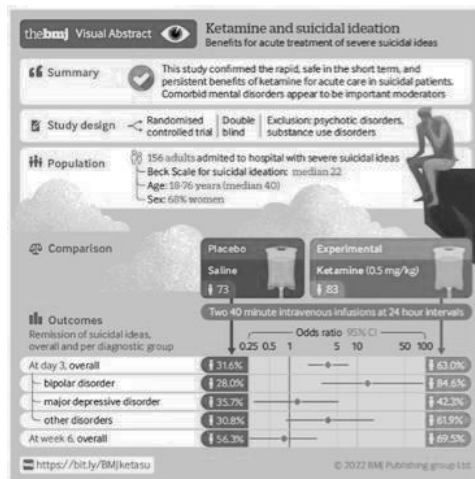 thebmj Visual Abstract
Ketamine and suicidal ideation
Benefits for acute treatment of severe suicidal ideas
Summary
This study confirmed the rapid, safe in the short term, and
persistent benefits of ketamine for acute care in suicidal patients.
Comorbid mental disorders appear to be important moderators
Study design
Randomised
controlled trial
Double
blind
Exclusion: psychotic disorders,
substance use disorders
Population
156 adults admitted to hospital with severe suicidal ideas
Beck Scale for suicidal ideation: median 22
Age: 18-76 years (median 40)
Sex: 68% women
Comparison
Placebo
Saline
73
Experimental
Ketamine (0.5 mg/kg)
83
Two 40 minute intravenous infusions at 24 hour intervals
Outcomes
Remission of suicidal ideas,
overall and per diagnostic group
Odds ratio 95% CI
0.25 0.5 1 5 10 50 100
At day 3, overall 31.6% 63.0%
bipolar disorder 28.0% 84.6%
major depressive disorder 35.7% 42.3%
other disorders 30.8% 61.9%
At week 6, overall 56.3% 69.5%
https://bit.ly/BMJketasu
© 2022 BMJ Publishing group Ltd.